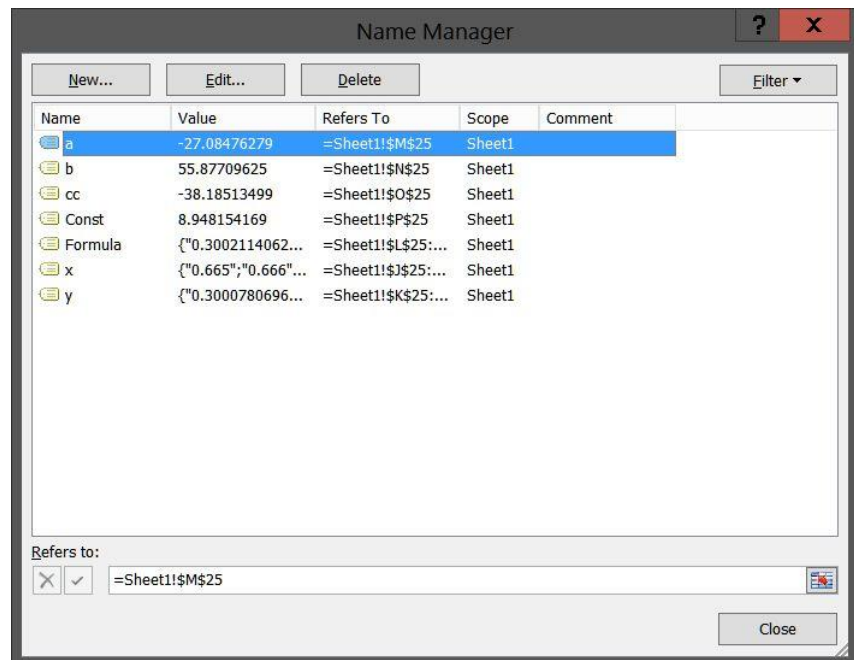 Name Manager
? X
New... Edit... Delete Filter
Name Value Refers To Scope Comment
a -27.08476279 =Sheet1!$M$25 Sheet1
b 55.87709625 =Sheet1!$N$25 Sheet1
cc -38.18513499 =Sheet1!$O$25 Sheet1
Const 8.948154169 =Sheet1!$P$25 Sheet1
Formula {"0.3002114062... =Sheet1!$L$25:... Sheet1
x {"0.665";"0.666"... =Sheet1!$J$25:... Sheet1
y {"0.3000780696... =Sheet1!$K$25:... Sheet1
Refers to:
=Sheet1!$M$25
Close